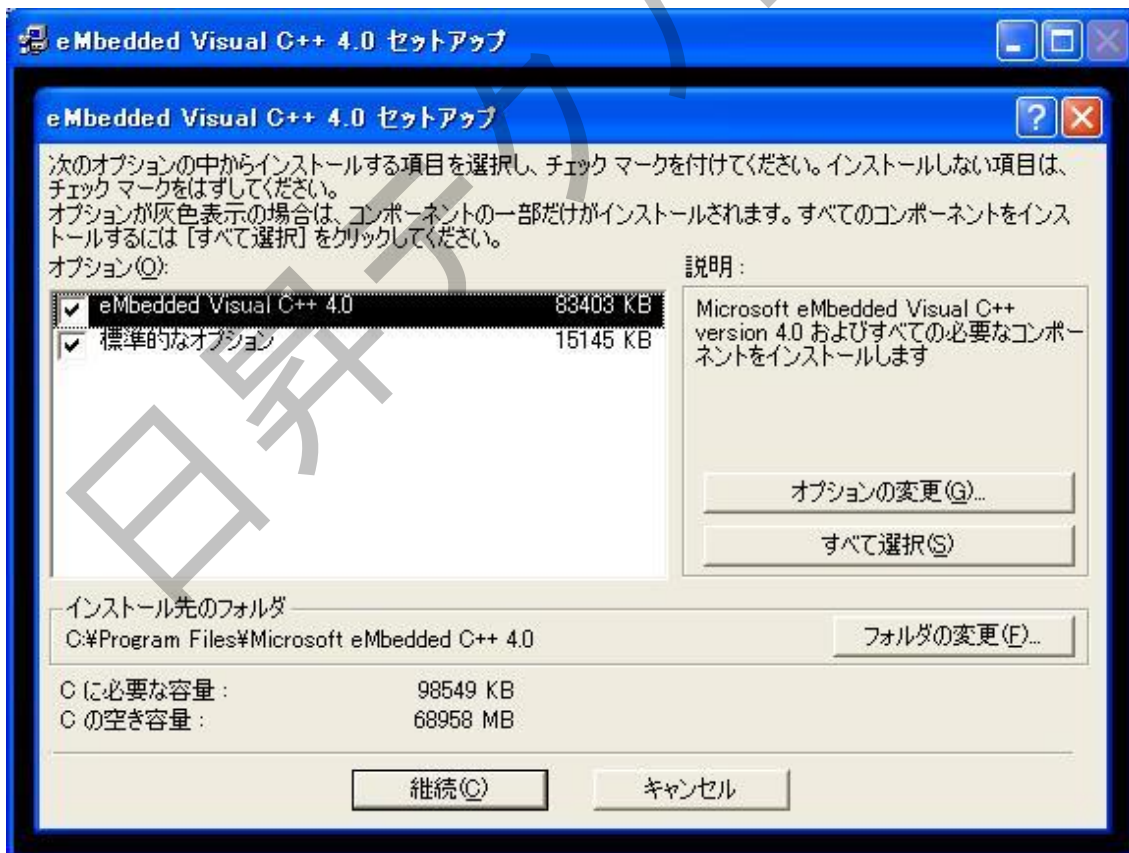 eMbedded Visual C++ 4.0 セットアップ
eMbedded Visual C++ 4.0 セットアップ
次のオプションの中からインストールする項目を選択し、チェック マークを付けてください。インストールしない項目は、
チェック マークをはずしてください。
オプションが灰色表示の場合は、コンポーネントの一部だけがインストールされます。すべてのコンポーネントをインス
トールするには [すべて選択] をクリックしてください。
オプション(O):
説明:
eMbedded Visual C++ 4.0 83403 KB
標準的なオプション 15145 KB
Microsoft eMbedded Visual C++
version 4.0 およびすべての必要なコンポー
ネントをインストールします
オプションの変更(G)...
すべて選択(S)
インストール先のフォルダ
C:¥Program Files¥Microsoft eMbedded C++ 4.0
フォルダの変更(F)...
C に必要な容量: 98549 KB
C の空き容量: 68958 MB
継続(C)
キャンセル
日昇テク